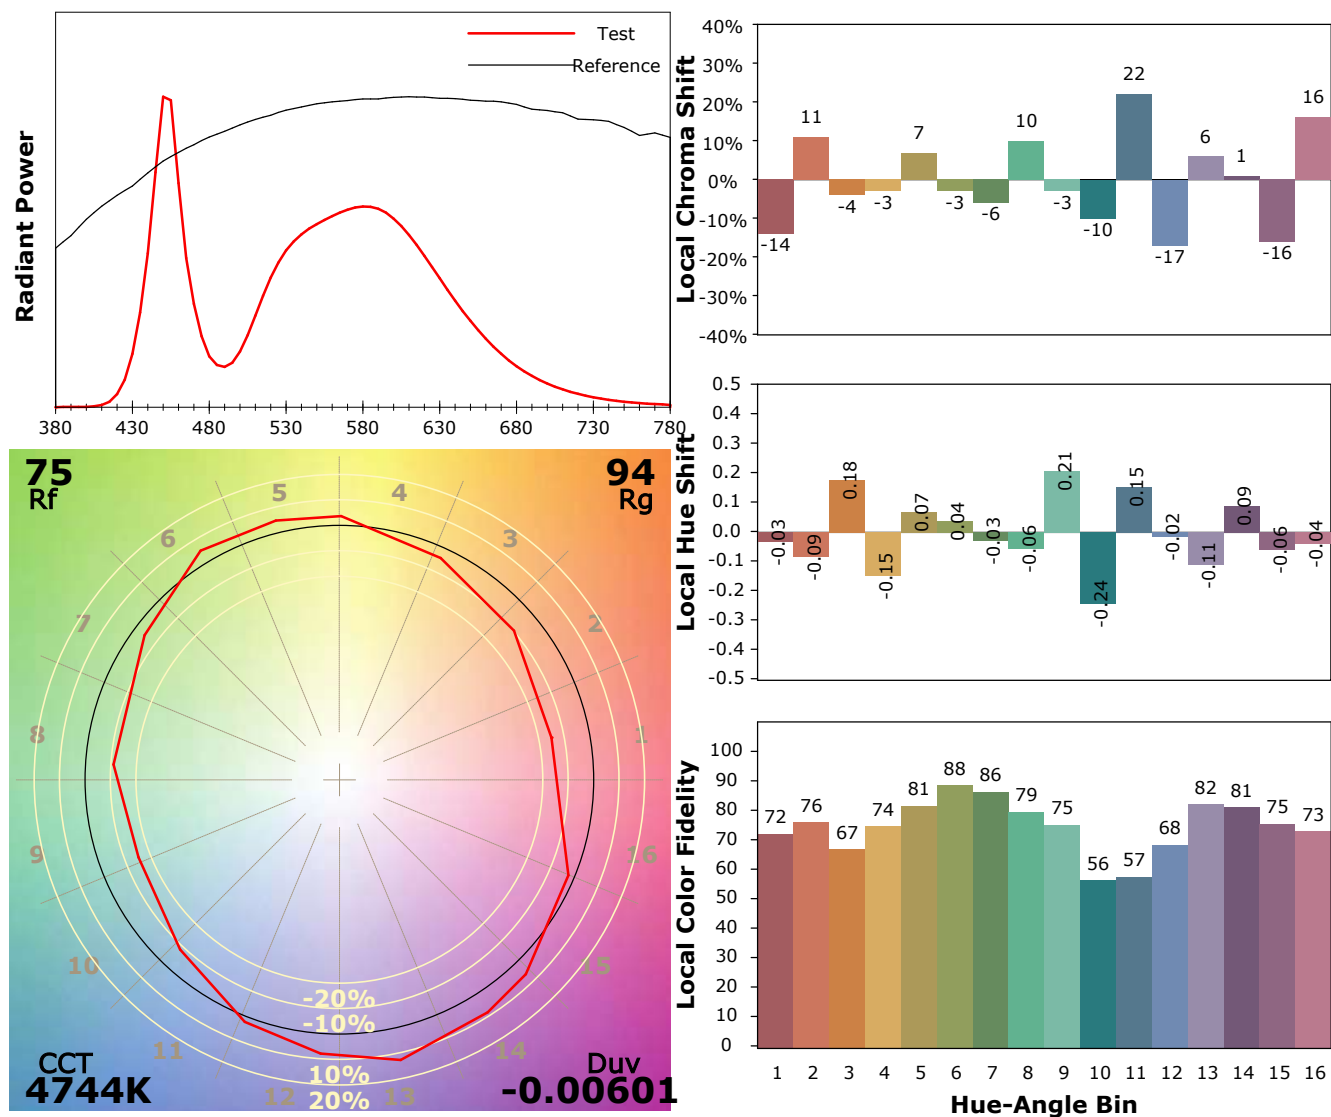 Test
Reference
Radiant Power
380 430 480 530 580 630 680 730 780
75
Rf
94
Rg
5 4
6 3
7 2
8 1
9 16
10 15
11 14
12 13
-20%
-10%
10%
20%
CCT
4744K
Duv
-0.00601
Local Chroma Shift
40%
30%
20%
10%
0%
-10%
-20%
-30%
-40%
-14 11 -4 -3 7 -3 -6 10 -3 -10 22 -17 6 1 -16 16
Local Hue Shift
0.5
0.4
0.3
0.2
0.1
0.0
-0.1
-0.2
-0.3
-0.4
-0.5
-0.03 -0.09 0.18 -0.15 0.07 0.04 -0.03 -0.06 0.21 -0.24 0.15 -0.02 -0.11 0.09 -0.06 -0.04
Local Color Fidelity
100
90
80
70
60
50
40
30
20
10
0
72 76 67 74 81 88 86 79 75 56 57 68 82 81 75 73
1 2 3 4 5 6 7 8 9 10 11 12 13 14 15 16
Hue-Angle Bin